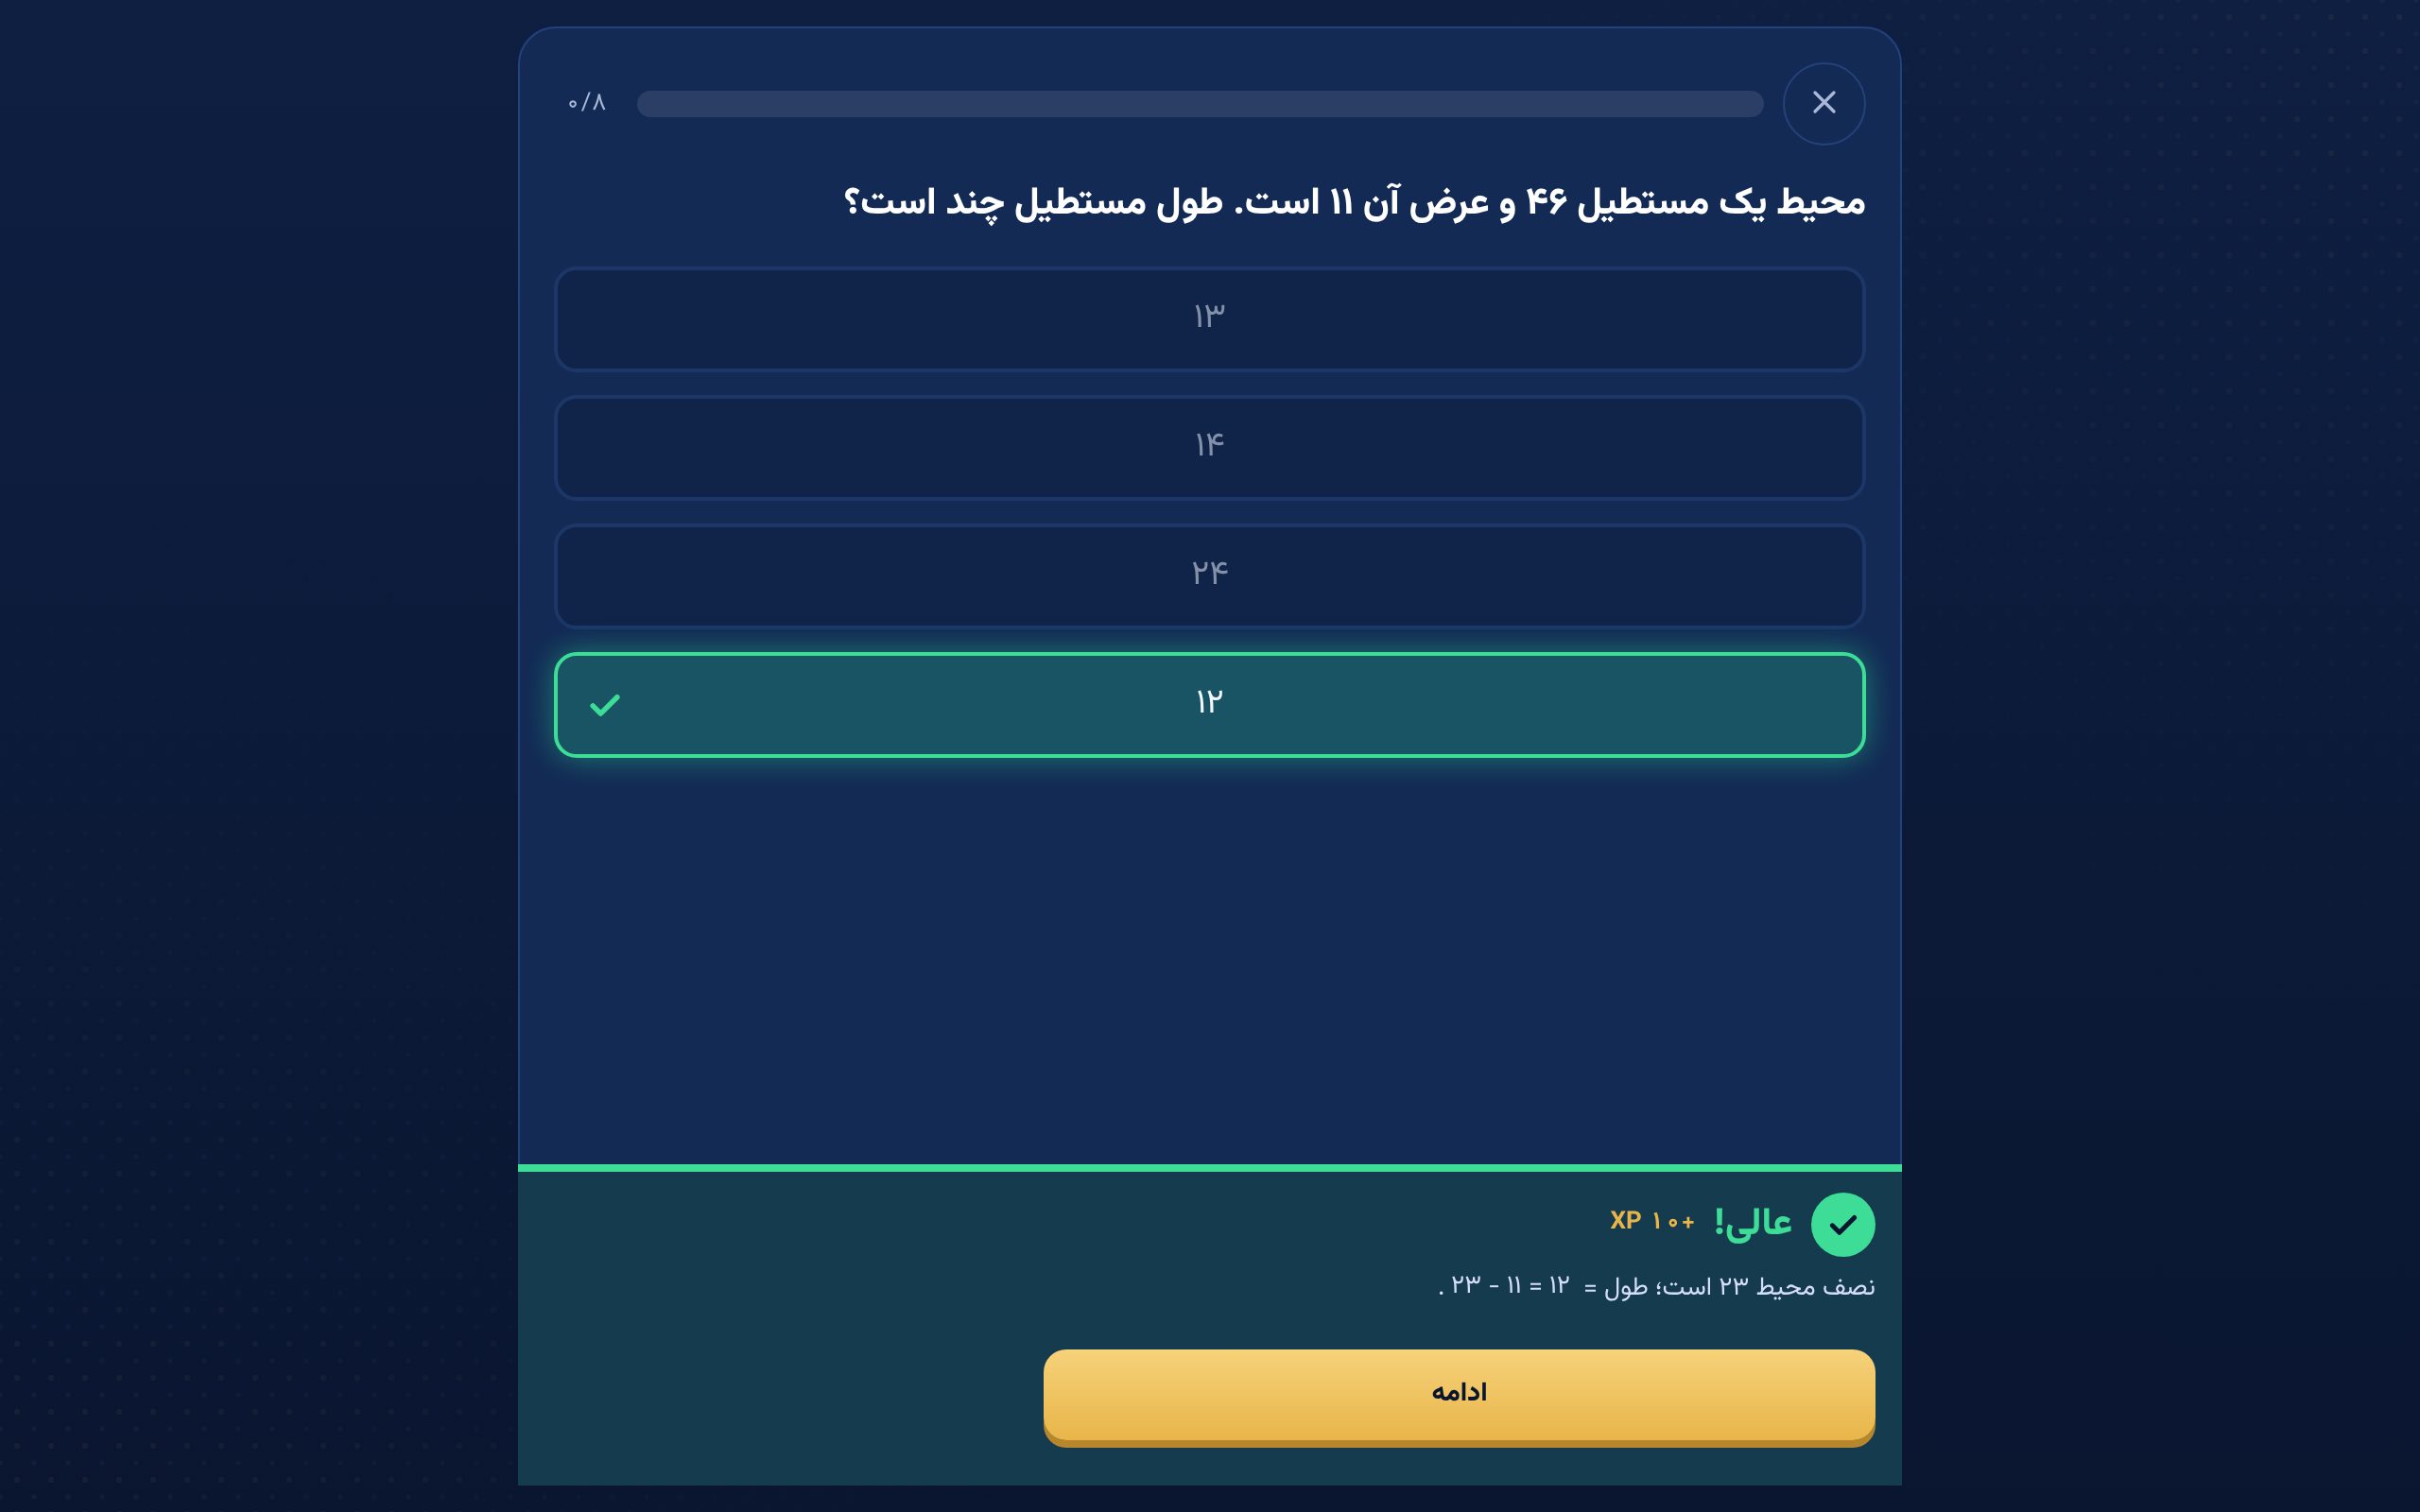 ۰/۸
محیط یک مستطیل ۴۶ و عرض آن ۱۱ است. طول مستطیل چند است؟
۱۳
۱۴
۲۴
۱۲
عالی! +۱۰ XP
نصف محیط ۲۳ است؛ طول = ۲۳ - ۱۱ = ۱۲ .
ادامه